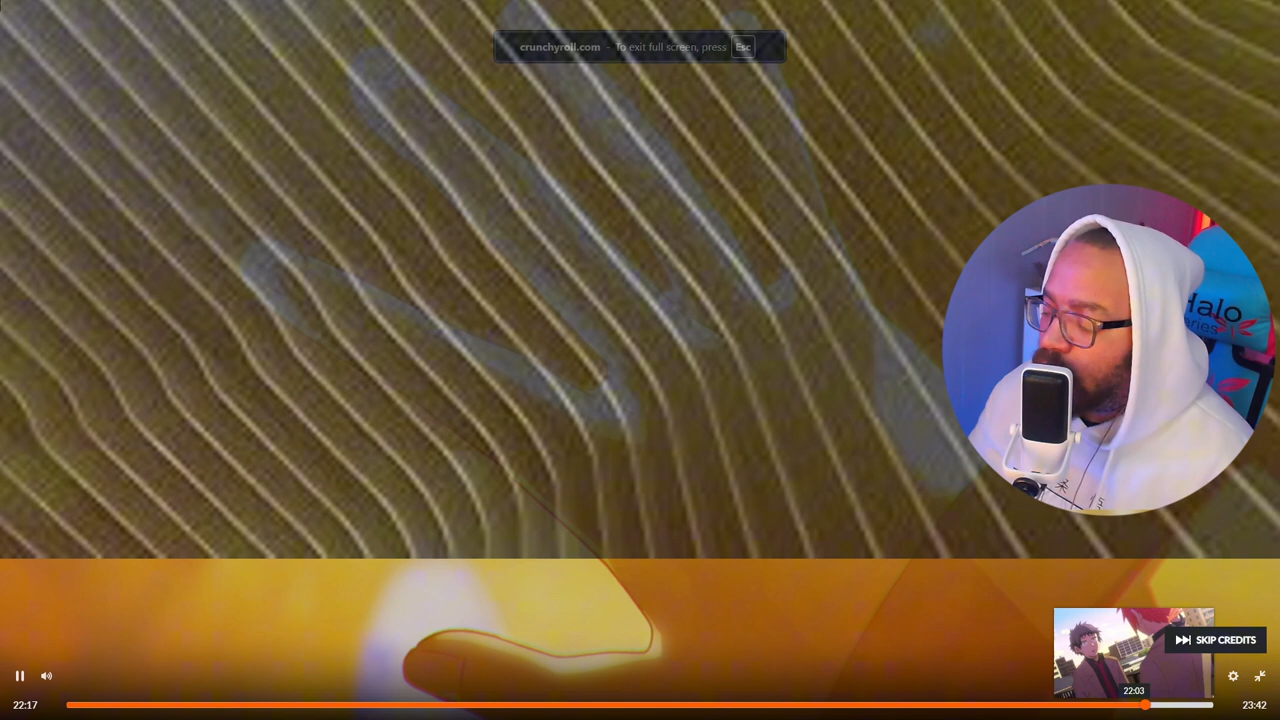 crunchyroll.com - To exit full screen, press Esc
Halo
SKIP CREDITS
22:03
22:17
23:42